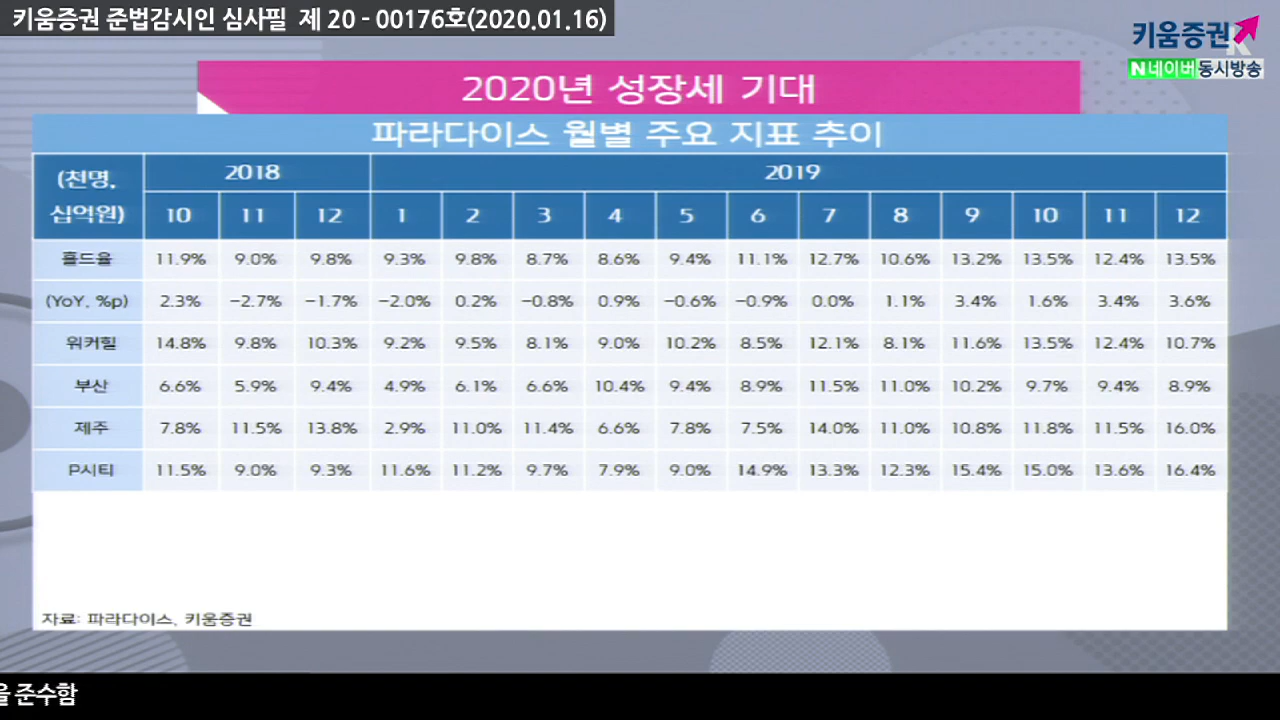 키움증권 준법감시인 심사필 제 20 - 00176호(2020.01.16)
키움증권
N 네이버 동시방송
2020년 성장세 기대
파라다이스 월별 주요 지표 추이
(천명, 십억원) 2018 2019
10 11 12 1 2 3 4 5 6 7 8 9 10 11 12
홀드율 11.9% 9.0% 9.8% 9.3% 9.8% 8.7% 8.6% 9.4% 11.1% 12.7% 10.6% 13.2% 13.5% 12.4% 13.5%
(YoY, %p) 2.3% -2.7% -1.7% -2.0% 0.2% -0.8% 0.9% -0.6% -0.9% 0.0% 1.1% 3.4% 1.6% 3.4% 3.6%
워커힐 14.8% 9.8% 10.3% 9.2% 9.5% 8.1% 9.0% 10.2% 8.5% 12.1% 8.1% 11.6% 13.5% 12.4% 10.7%
부산 6.6% 5.9% 9.4% 4.9% 6.1% 6.6% 10.4% 9.4% 8.9% 11.5% 11.0% 10.2% 9.7% 9.4% 8.9%
제주 7.8% 11.5% 13.8% 2.9% 11.0% 11.4% 6.6% 7.8% 7.5% 14.0% 11.0% 10.8% 11.8% 11.5% 16.0%
P시티 11.5% 9.0% 9.3% 11.6% 11.2% 9.7% 7.9% 9.0% 14.9% 13.3% 12.3% 15.4% 15.0% 13.6% 16.4%
자료: 파라다이스, 키움증권
을 준수함